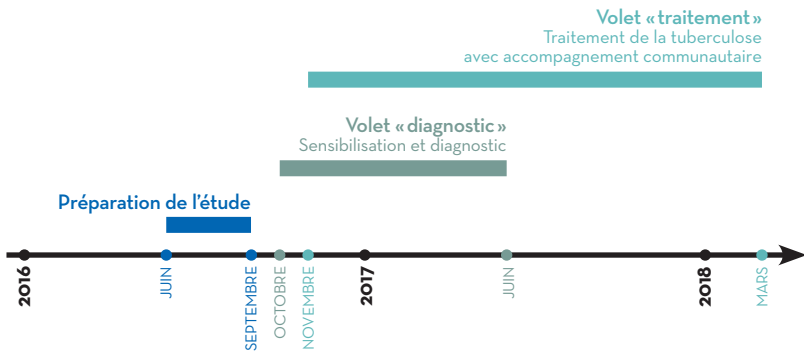 Volet « traitement »
Traitement de la tuberculose
avec accompagnement communautaire
Volet « diagnostic »
Sensibilisation et diagnostic
Préparation de l’étude
2016
JUIN
SEPTEMBRE
OCTOBRE
NOVEMBRE
2017
JUIN
2018
MARS